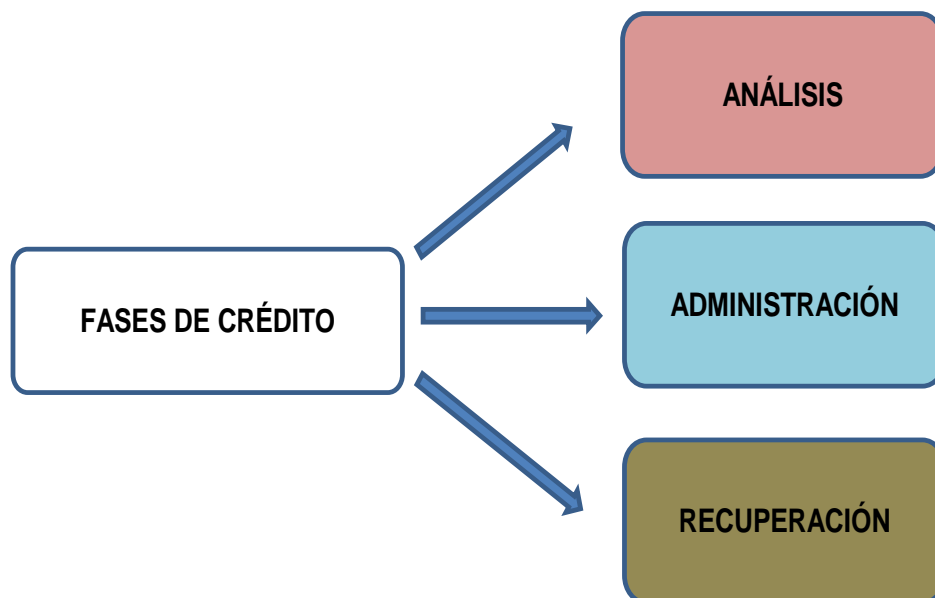 FASES DE CRÉDITO
ANÁLISIS
ADMINISTRACIÓN
RECUPERACIÓN